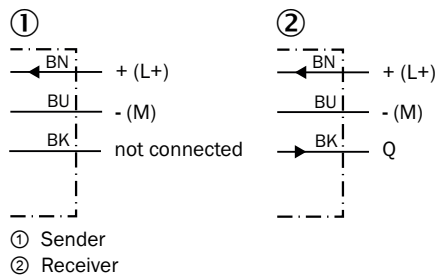 ① ②
BN + (L+) BN + (L+)
BU - (M) BU - (M)
BK not connected BK Q
① Sender
② Receiver